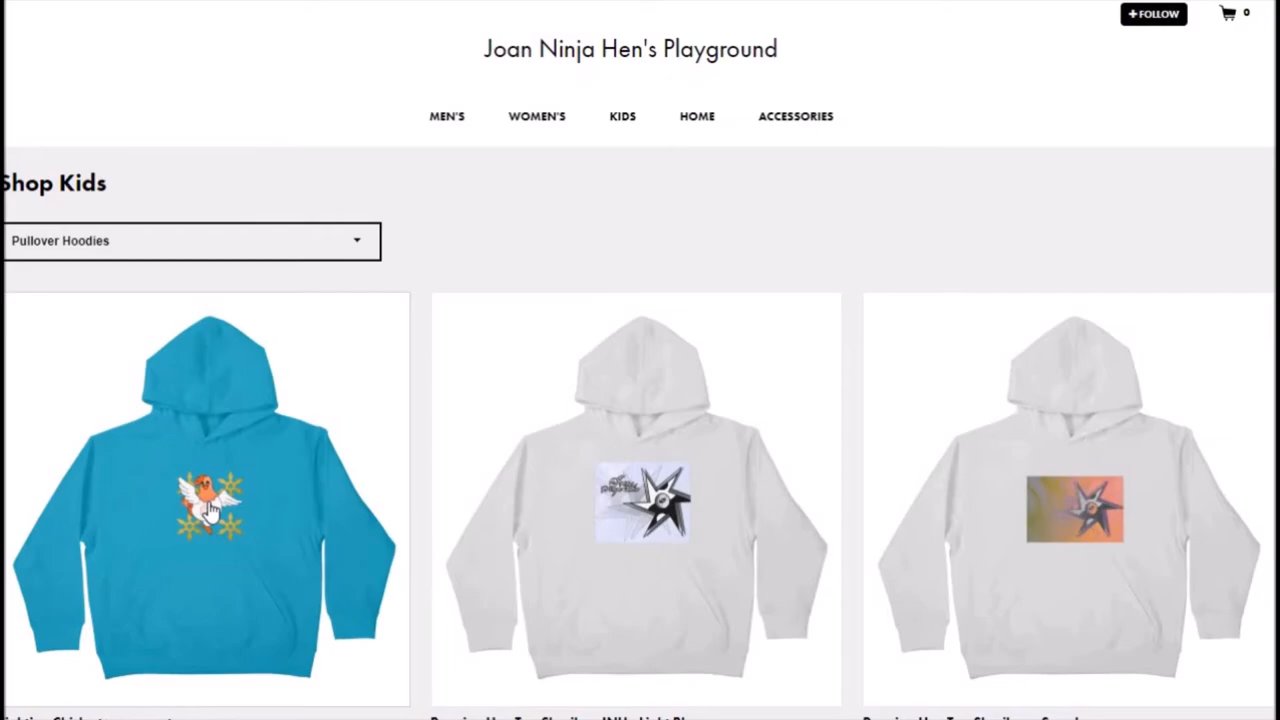 +FOLLOW
0
Joan Ninja Hen's Playground
MEN'S
WOMEN'S
KIDS
HOME
ACCESSORIES
Shop Kids
Pullover Hoodies